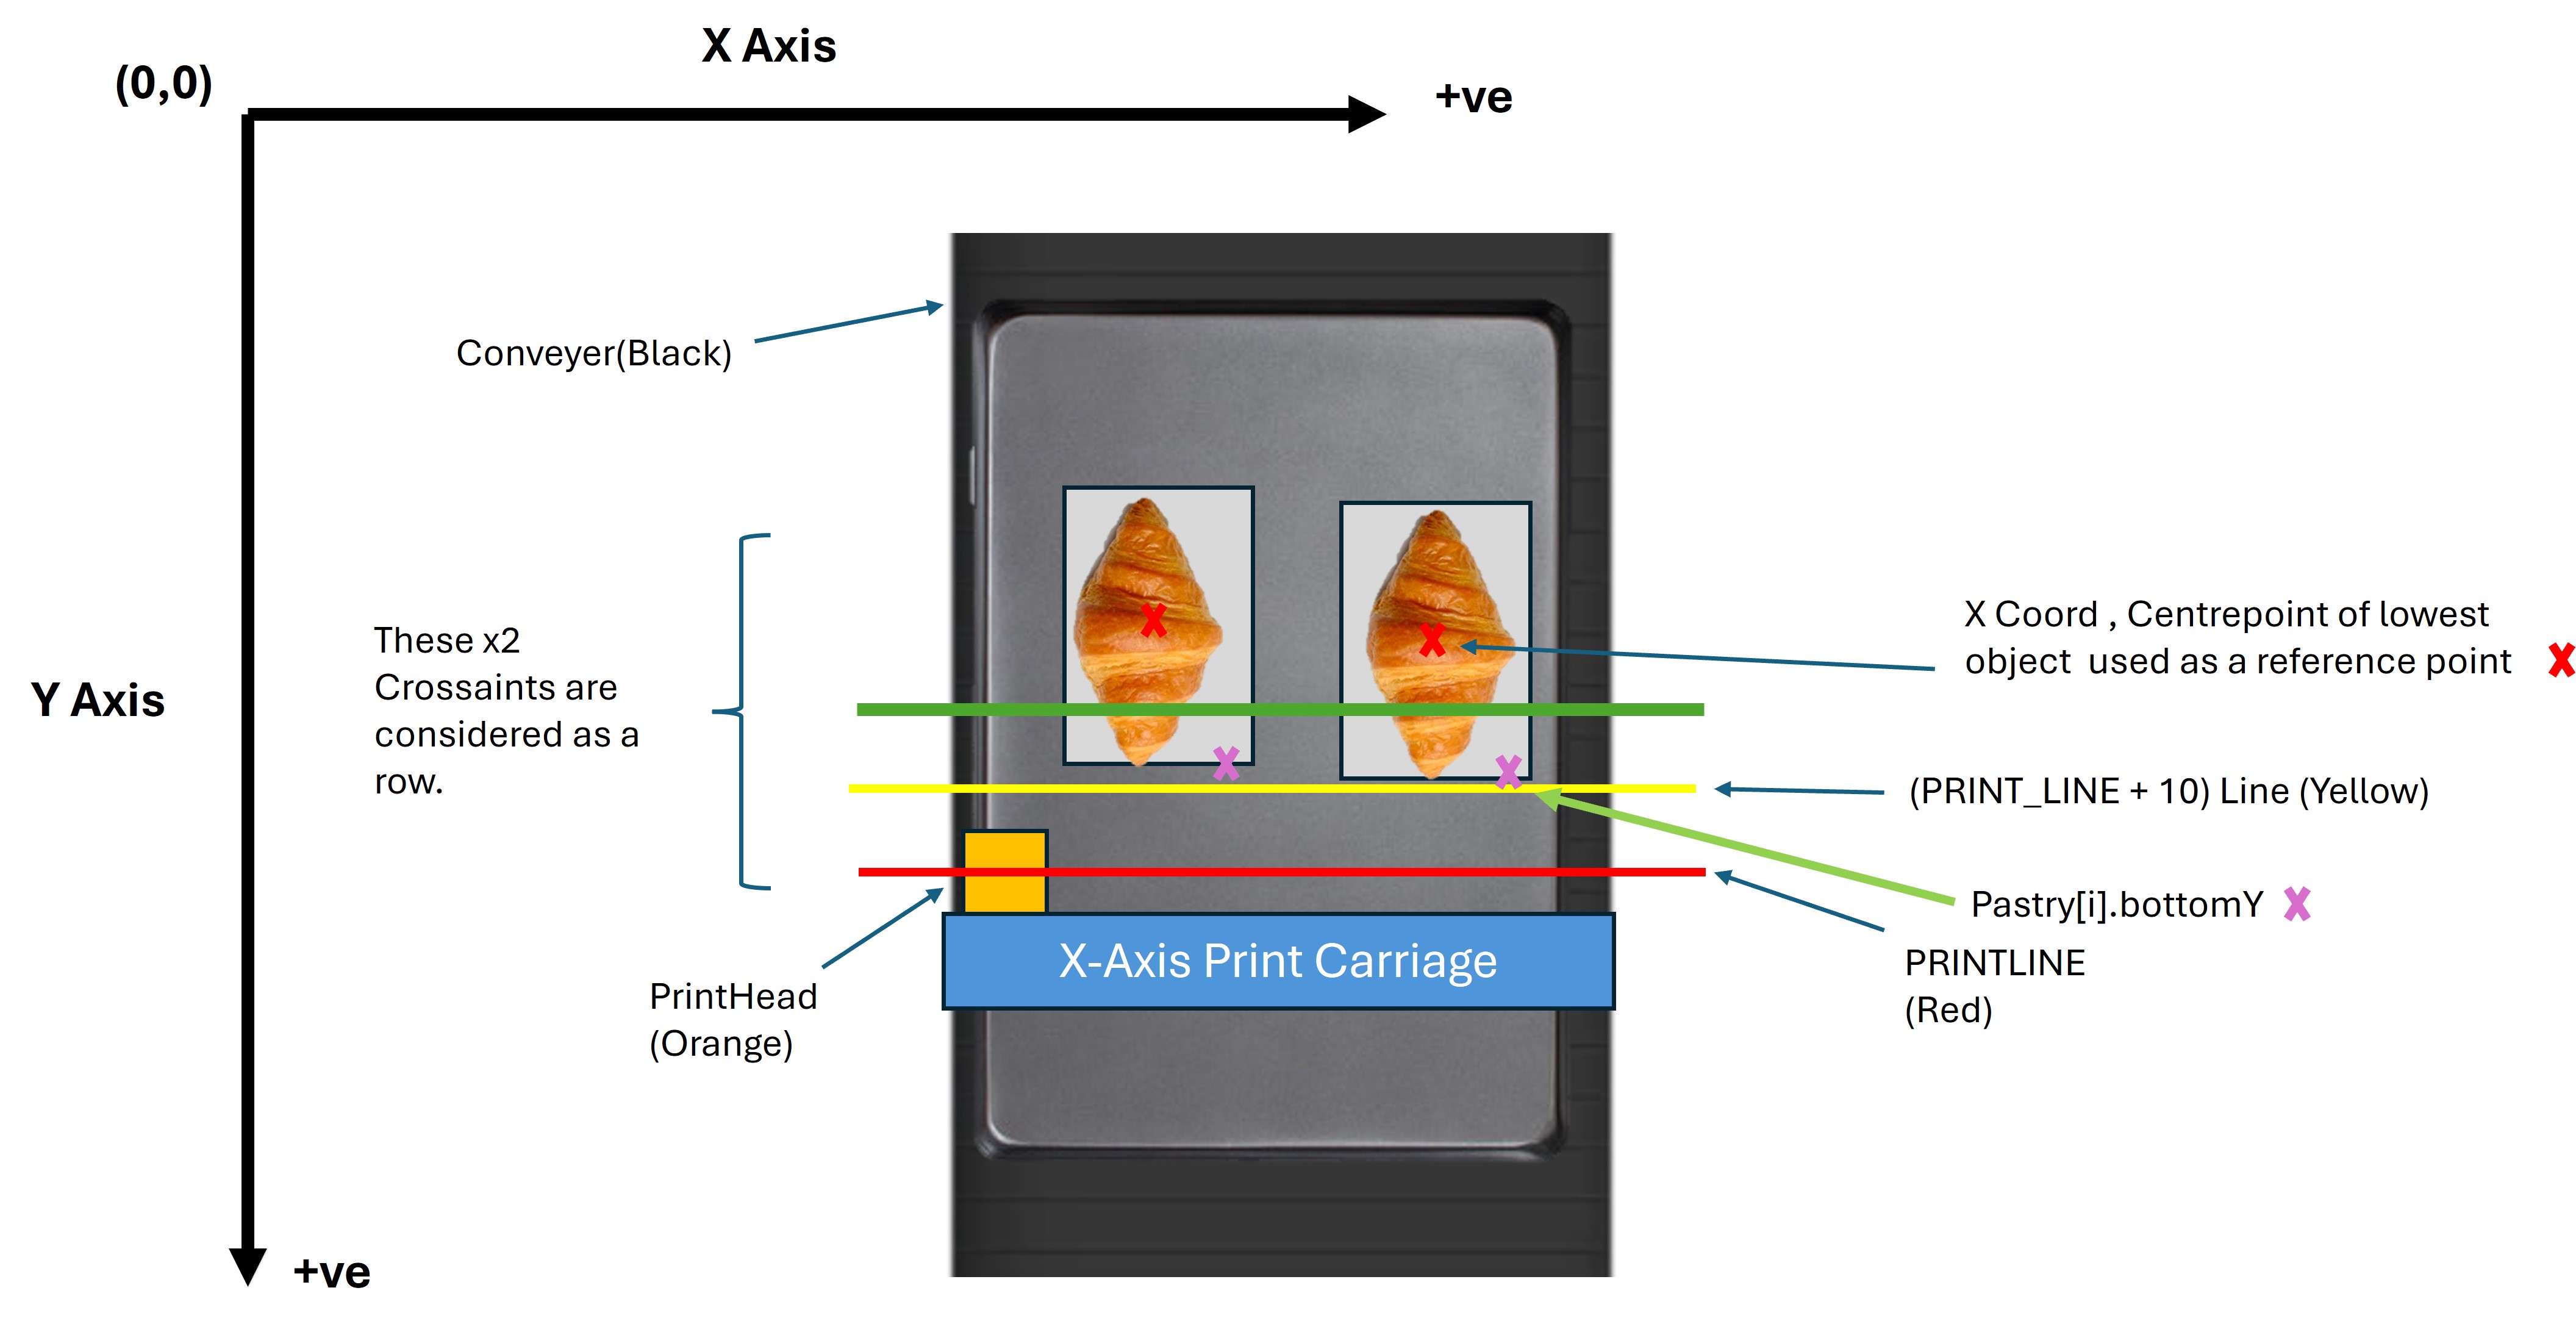 X Axis
(0,0)
+ve
Conveyer(Black)
Y Axis
These x2
Crossaints are
considered as a
row.
X Coord , Centrepoint of lowest
object used as a reference point
(PRINT_LINE + 10) Line (Yellow)
Pastry[i].bottomY
PRINTLINE
(Red)
X-Axis Print Carriage
PrintHead
(Orange)
+ve